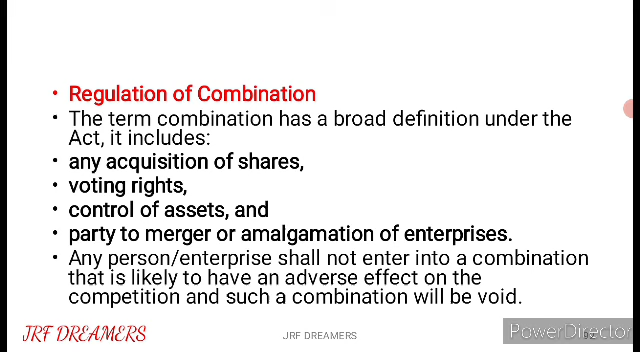 • Regulation of Combination
• The term combination has a broad definition under the
Act, it includes:
• any acquisition of shares,
• voting rights,
• control of assets, and
• party to merger or amalgamation of enterprises.
• Any person/enterprise shall not enter into a combination
that is likely to have an adverse effect on the
competition and such a combination will be void.
JRF DREAMERS
JRF DREAMERS
PowerDirector